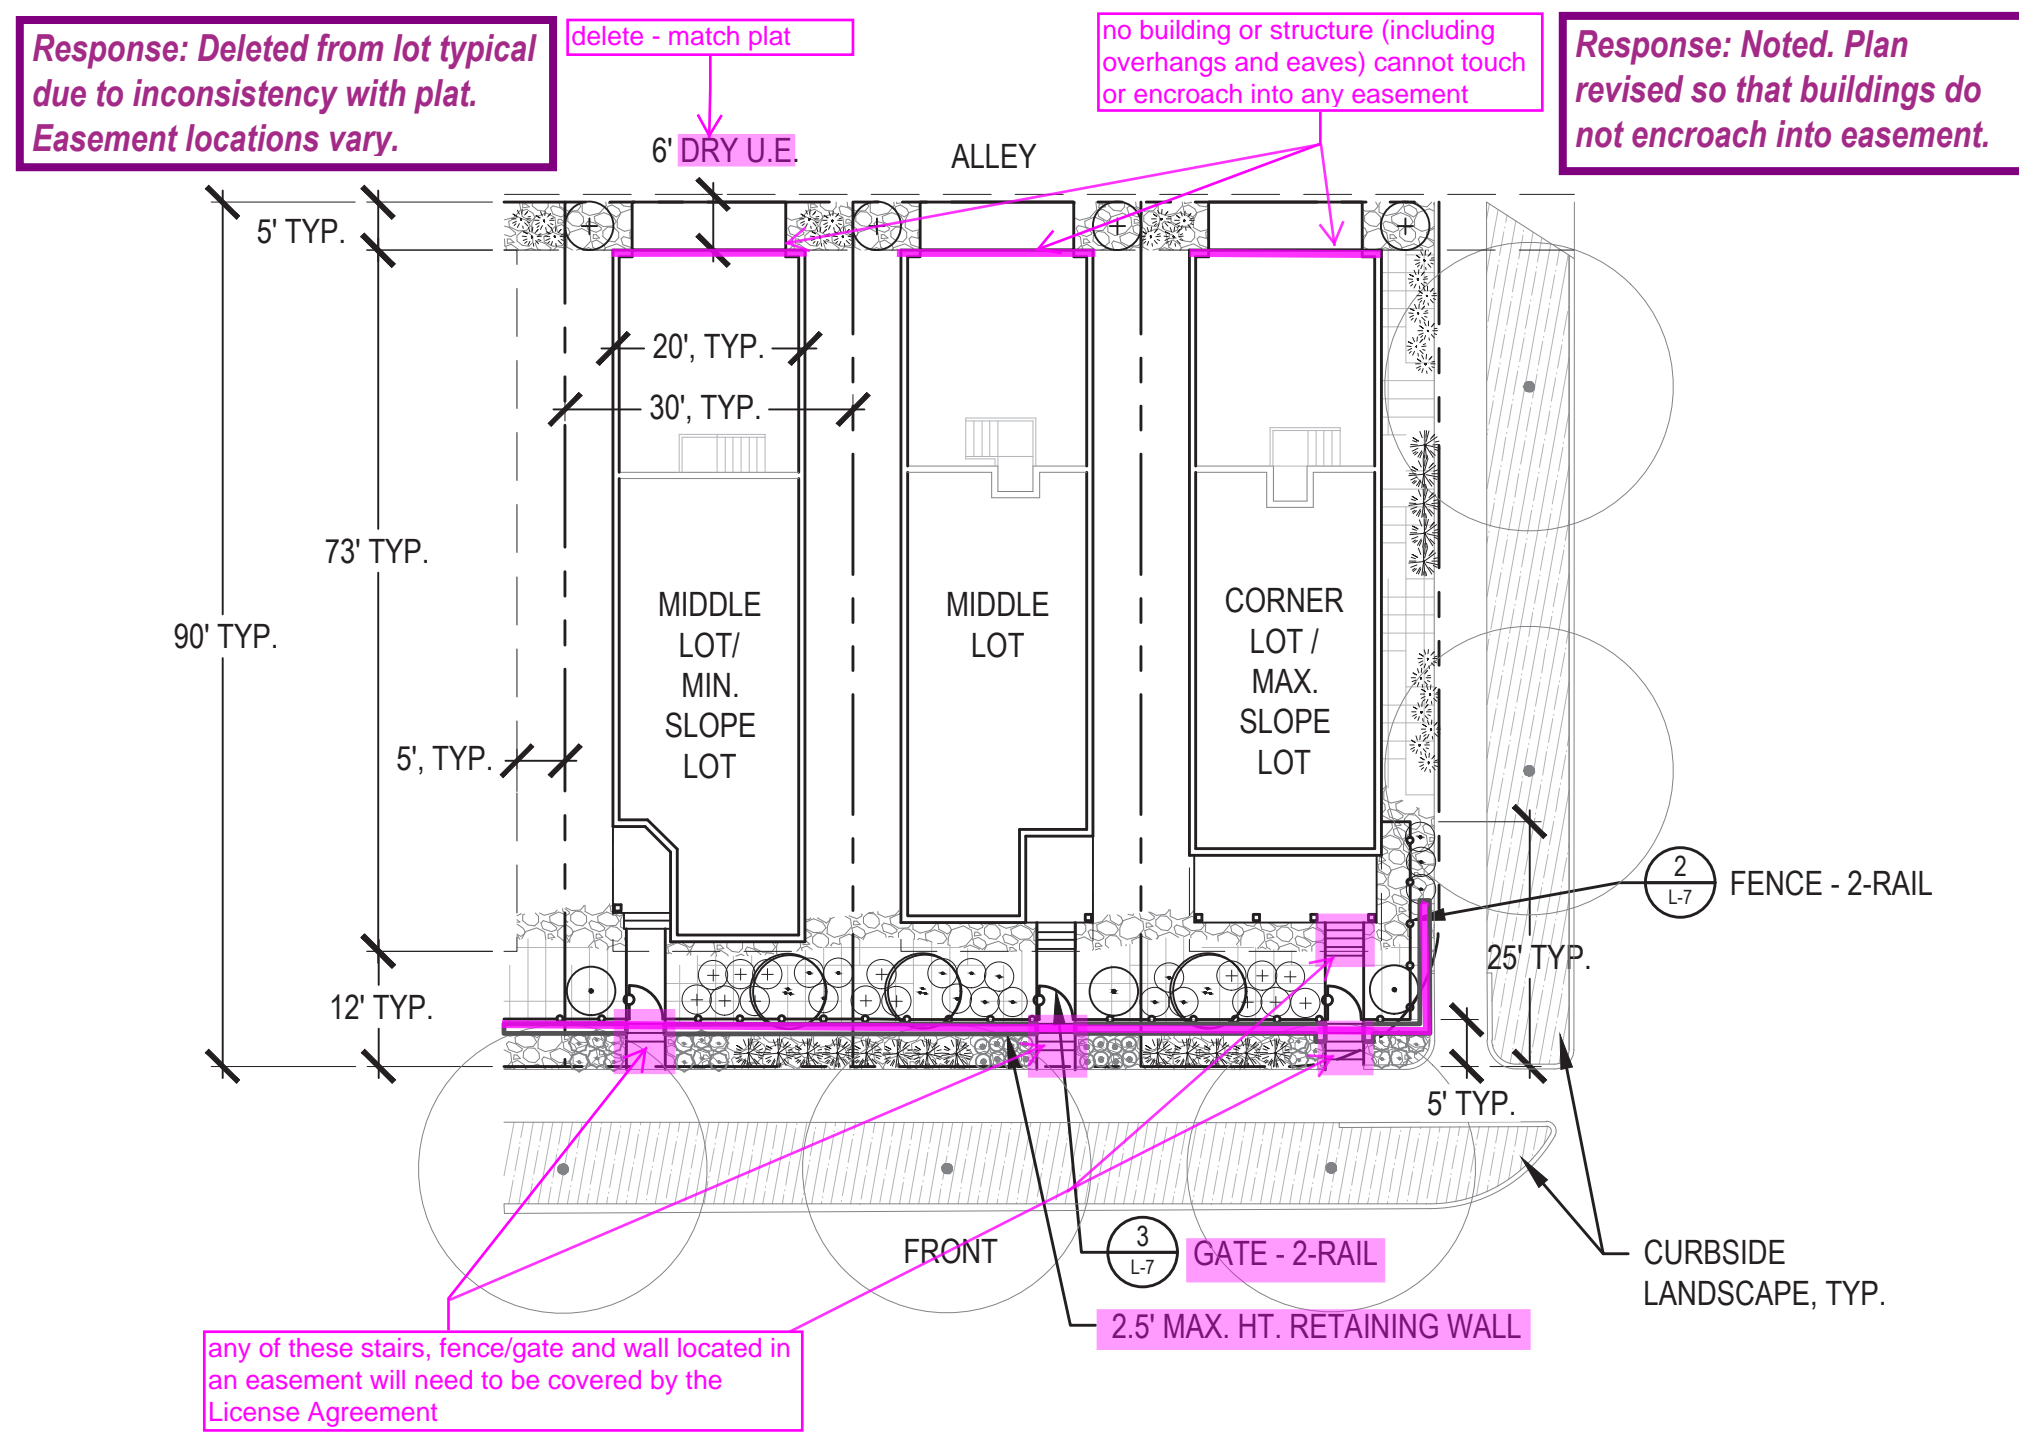 Response: Deleted from lot typical
due to inconsistency with plat.
Easement locations vary.
delete - match plat
no building or structure (including
overhangs and eaves) cannot touch
or encroach into any easement
Response: Noted. Plan
revised so that buildings do
not encroach into easement.
6' DRY U.E.
ALLEY
5' TYP.
20', TYP.
30', TYP.
73' TYP.
90' TYP.
MIDDLE
LOT/
MIN.
SLOPE
LOT
MIDDLE
LOT
CORNER
LOT /
MAX.
SLOPE
LOT
5', TYP.
2
L-7
FENCE - 2-RAIL
25' TYP.
12' TYP.
5' TYP.
FRONT
3
L-7
GATE - 2-RAIL
CURBSIDE
LANDSCAPE, TYP.
2.5' MAX. HT. RETAINING WALL
any of these stairs, fence/gate and wall located in
an easement will need to be covered by the
License Agreement